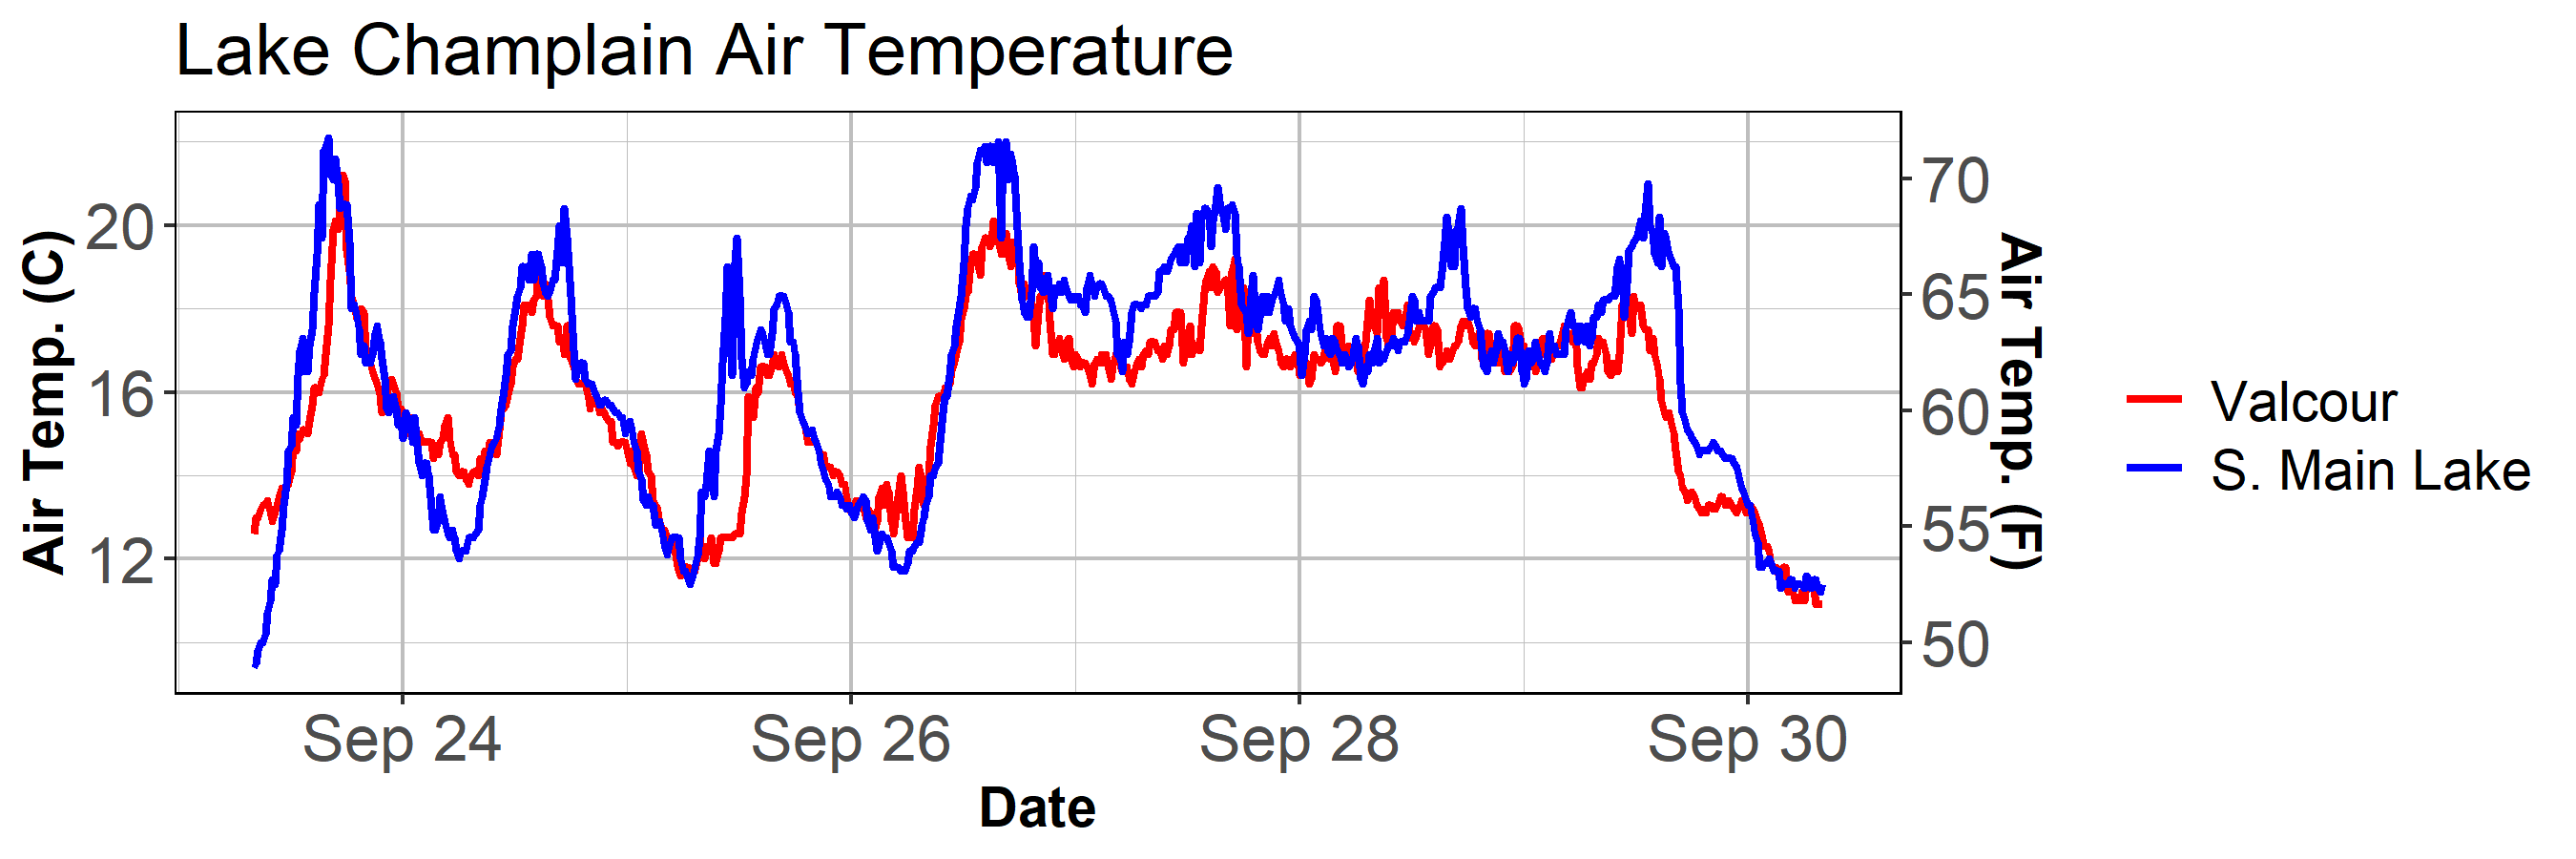 Lake Champlain Air Temperature
Air Temp. (C)
20
16
12
70
65
60
55
50
Air Temp. (F)
Sep 24
Sep 26
Sep 28
Sep 30
Date
Valcour
S. Main Lake